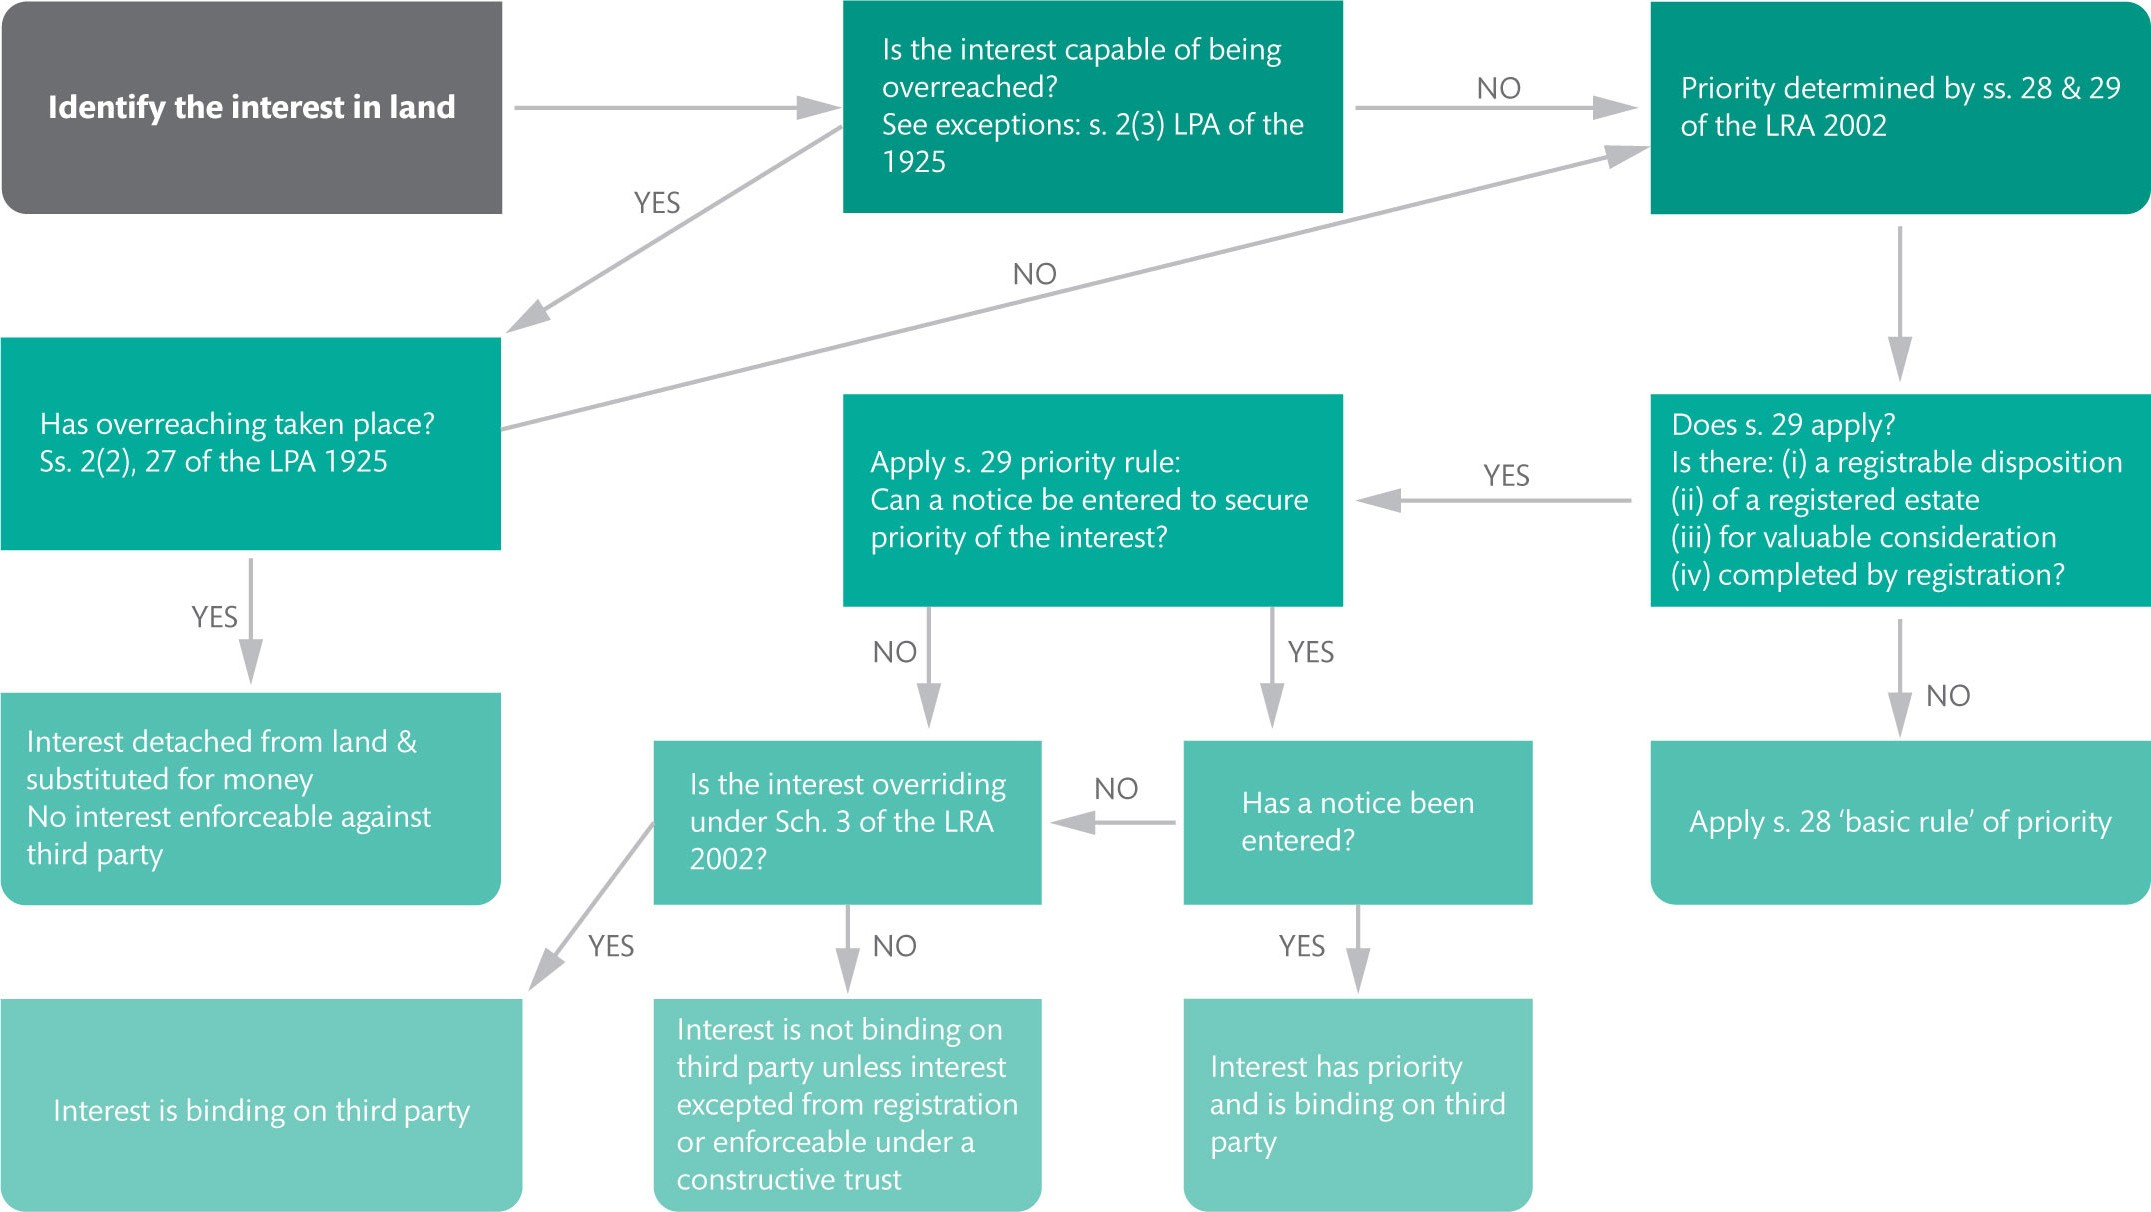 Identify the interest in land
Is the interest capable of being
overreached?
See exceptions: s. 2(3) LPA of the
1925
NO
Priority determined by ss. 28 & 29
of the LRA 2002
YES
NO
Has overreaching taken place?
Ss. 2(2), 27 of the LPA 1925
Apply s. 29 priority rule:
Can a notice be entered to secure
priority of the interest?
YES
Does s. 29 apply?
Is there: (i) a registrable disposition
(ii) of a registered estate
(iii) for valuable consideration
(iv) completed by registration?
YES
NO
YES
NO
Interest detached from land &
substituted for money
No interest enforceable against
third party
Is the interest overriding
under Sch. 3 of the LRA
2002?
NO
Has a notice been
entered?
Apply s. 28 ‘basic rule’ of priority
YES
NO
YES
Interest is binding on third party
Interest is not binding on
third party unless interest
excepted from registration
or enforceable under a
constructive trust
Interest has priority
and is binding on third
party